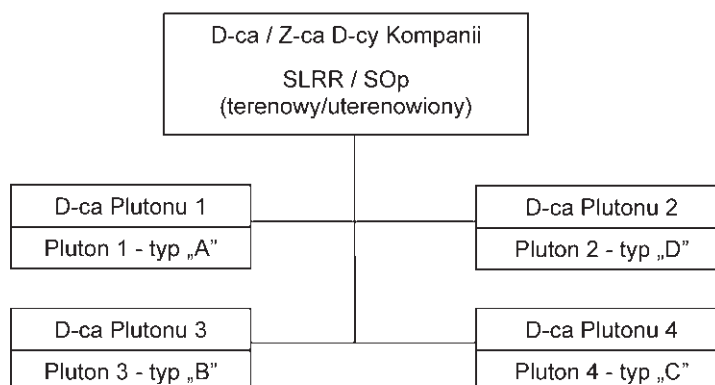 D-ca / Z-ca D-cy Kompanii
SLRR / SOp
(terenowy/uterenowiony)
D-ca Plutonu 1
Pluton 1 - typ „A”
D-ca Plutonu 2
Pluton 2 - typ „D”
D-ca Plutonu 3
Pluton 3 - typ „B”
D-ca Plutonu 4
Pluton 4 - typ „C”